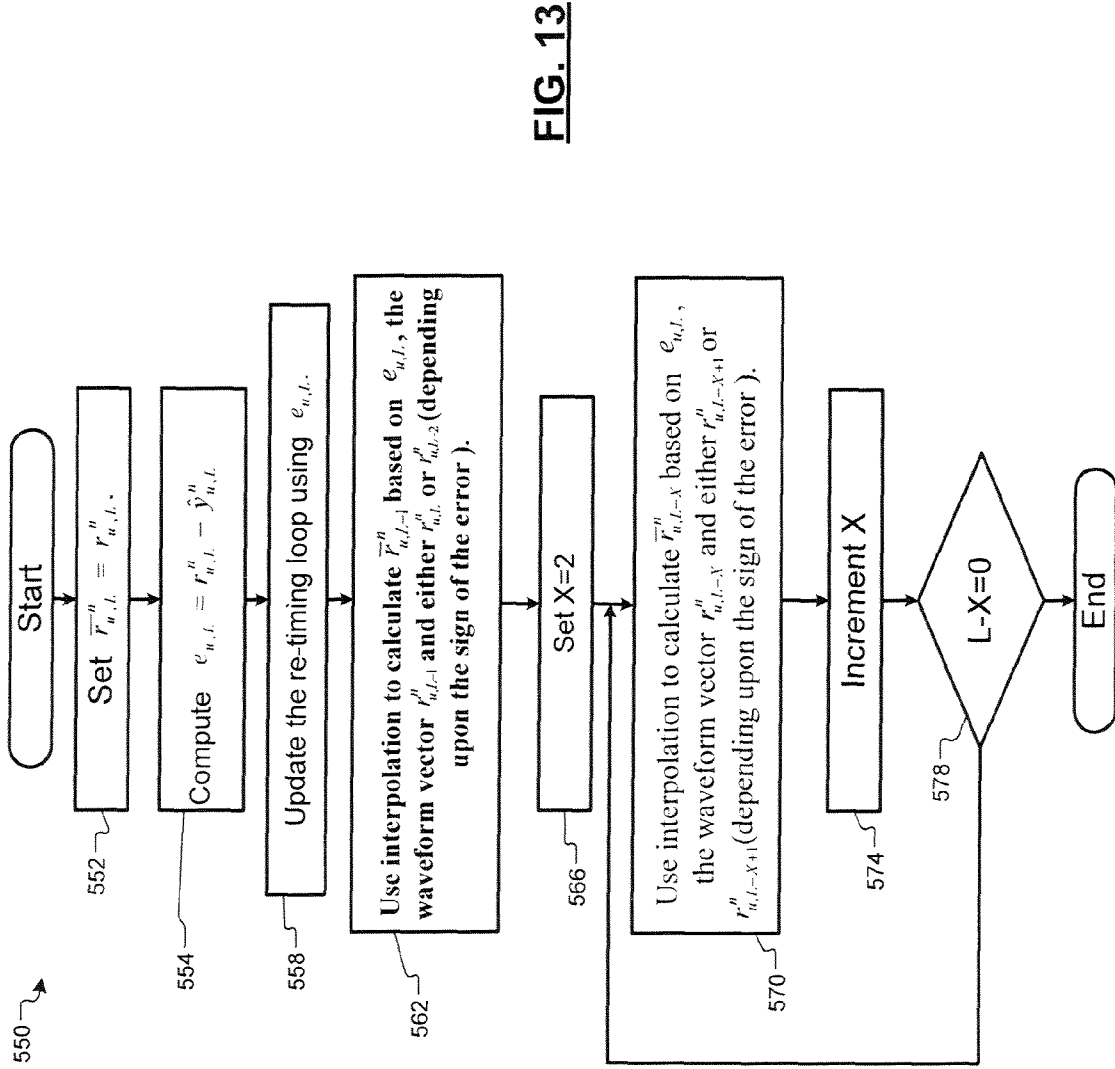 550
Start
552
Set r̄ⁿ_{u,L} = rⁿ_{u,L}.
554
Compute e_{u,L} = rⁿ_{u,L} − ŷⁿ_{u,L}
558
Update the re-timing loop using e_{u,L}.
562
Use interpolation to calculate r̄ⁿ_{u,L−1} based on e_{u,L}, the
waveform vector rⁿ_{u,L−1} and either rⁿ_{u,L} or rⁿ_{u,L-2} (depending
upon the sign of the error ).
566
Set X=2
570
Use interpolation to calculate r̄ⁿ_{u,L−X} based on e_{u,L},
the waveform vector rⁿ_{u,L−X} and either rⁿ_{u,L−X+1} or
rⁿ_{u,L−X+1} (depending upon the sign of the error ).
574
Increment X
578
L-X=0
End
FIG. 13